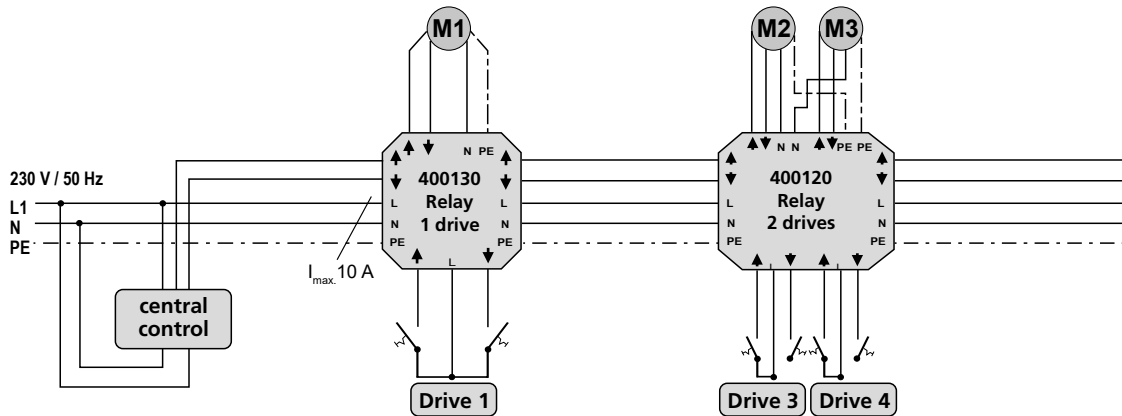 M1
M2 M3
N PE
N N PE PE
230 V / 50 Hz
L1
N
PE
400130
Relay
1 drive
L
N
PE
L
N
PE
L
I max. 10 A
400120
Relay
2 drives
L
N
PE
L
N
PE
L L
central
control
Drive 1
Drive 3
Drive 4